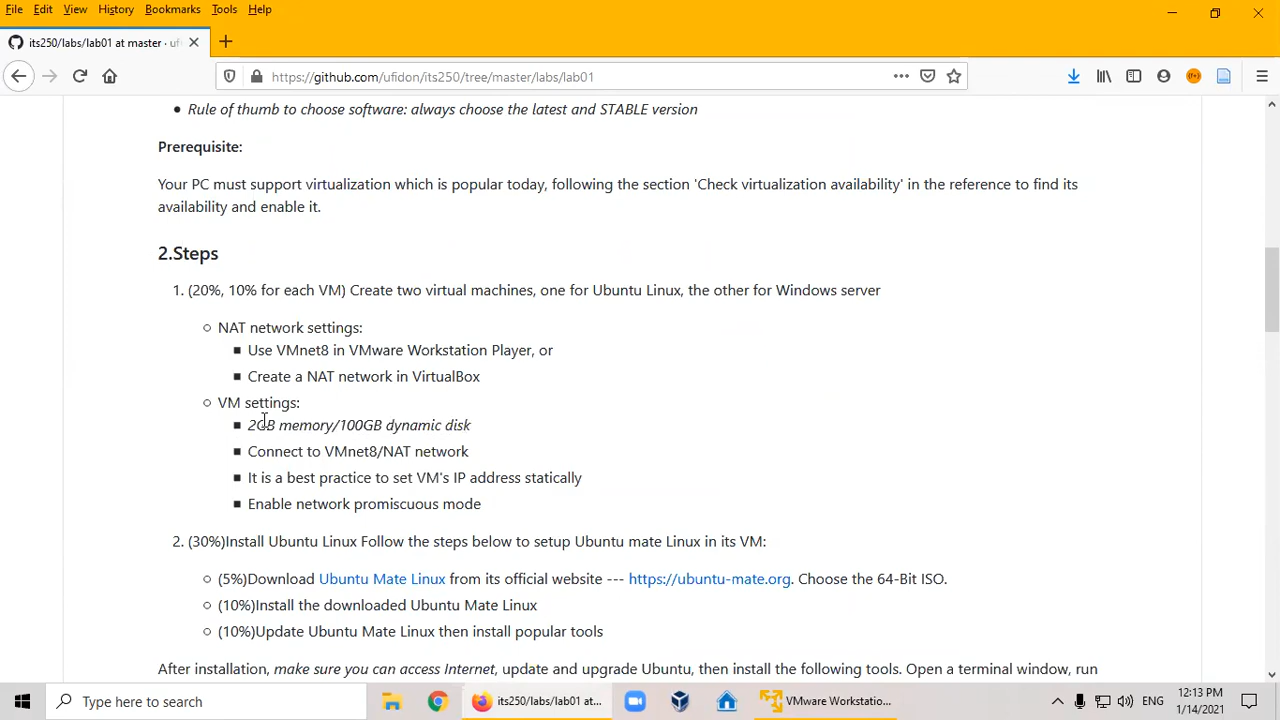 File Edit View History Bookmarks Tools Help
its250/labs/lab01 at master · ufi
https://github.com/ufidon/its250/tree/master/labs/lab01
Rule of thumb to choose software: always choose the latest and STABLE version
Prerequisite:
Your PC must support virtualization which is popular today, following the section 'Check virtualization availability' in the reference to find its
availability and enable it.
2.Steps
1. (20%, 10% for each VM) Create two virtual machines, one for Ubuntu Linux, the other for Windows server
NAT network settings:
Use VMnet8 in VMware Workstation Player, or
Create a NAT network in VirtualBox
VM settings:
2GB memory/100GB dynamic disk
Connect to VMnet8/NAT network
It is a best practice to set VM's IP address statically
Enable network promiscuous mode
2. (30%)Install Ubuntu Linux Follow the steps below to setup Ubuntu mate Linux in its VM:
(5%)Download Ubuntu Mate Linux from its official website --- https://ubuntu-mate.org. Choose the 64-Bit ISO.
(10%)Install the downloaded Ubuntu Mate Linux
(10%)Update Ubuntu Mate Linux then install popular tools
After installation, make sure you can access Internet, update and upgrade Ubuntu, then install the following tools. Open a terminal window, run
Type here to search
its250/labs/lab01 at...
VMware Workstatio...
ENG
12:13 PM
1/14/2021